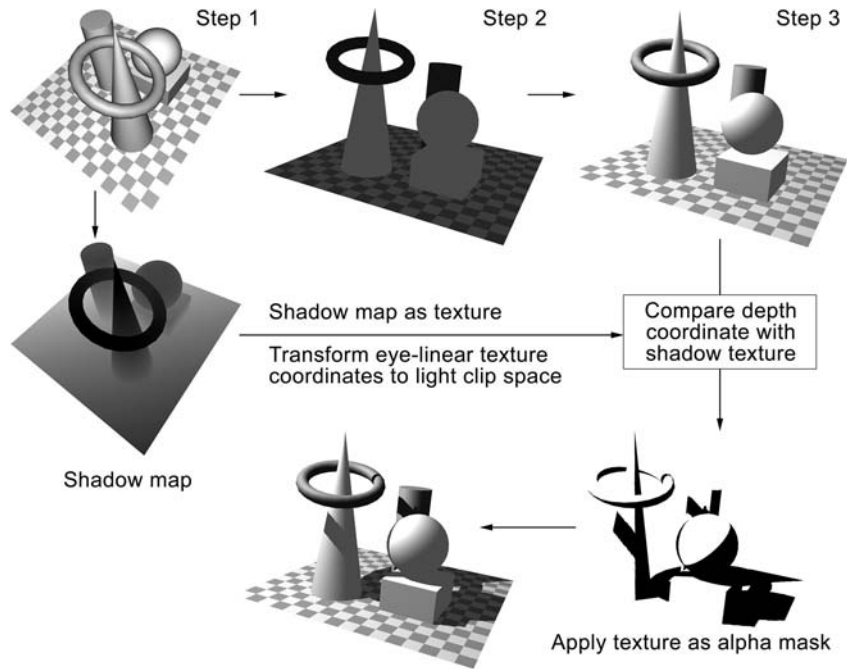 Step 1
Step 2
Step 3
Shadow map as texture
Transform eye-linear texture
coordinates to light clip space
Compare depth
coordinate with
shadow texture
Shadow map
Apply texture as alpha mask